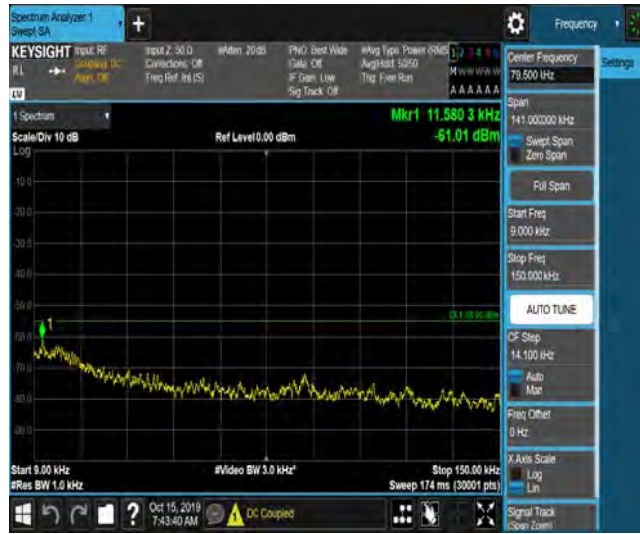 Spectrum Analyzer 1
Swept SA
+
Frequency
KEYSIGHT
Input: RF
Coupling: DC
Align: Off
Input Z: 50 Ω
Corrections: Off
Freq Ref: Int (S)
#Atten: 20dB
PNO: Best Wide
Gate: Off
IF Gain: Low
Sig Track: Off
#Avg Type: Power (RMS)
Avg|Hold: 50/50
Trig: Free Run
M W W W W W
A A A A A A
RL
LV
1 Spectrum
Scale/Div 10 dB
Ref Level 0.00 dBm
Mkr1 11.580 3 kHz
-61.01 dBm
Log
1
Start 9.00 kHz
#Res BW 1.0 kHz
#Video BW 3.0 kHz*
Stop 150.00 kHz
Sweep 174 ms (30001 pts)
?
Oct 15, 2019
7:43:40 AM
DC Coupled
Center Frequency
79.500 kHz
Settings
Span
141.000000 kHz
Swept Span
Zero Span
Full Span
Start Freq
9.000 kHz
Stop Freq
150.000 kHz
AUTO TUNE
CF Step
14.100 kHz
Auto
Man
Freq Offset
0 Hz
X Axis Scale
Log
Lin
Signal Track
(Span Zoom)